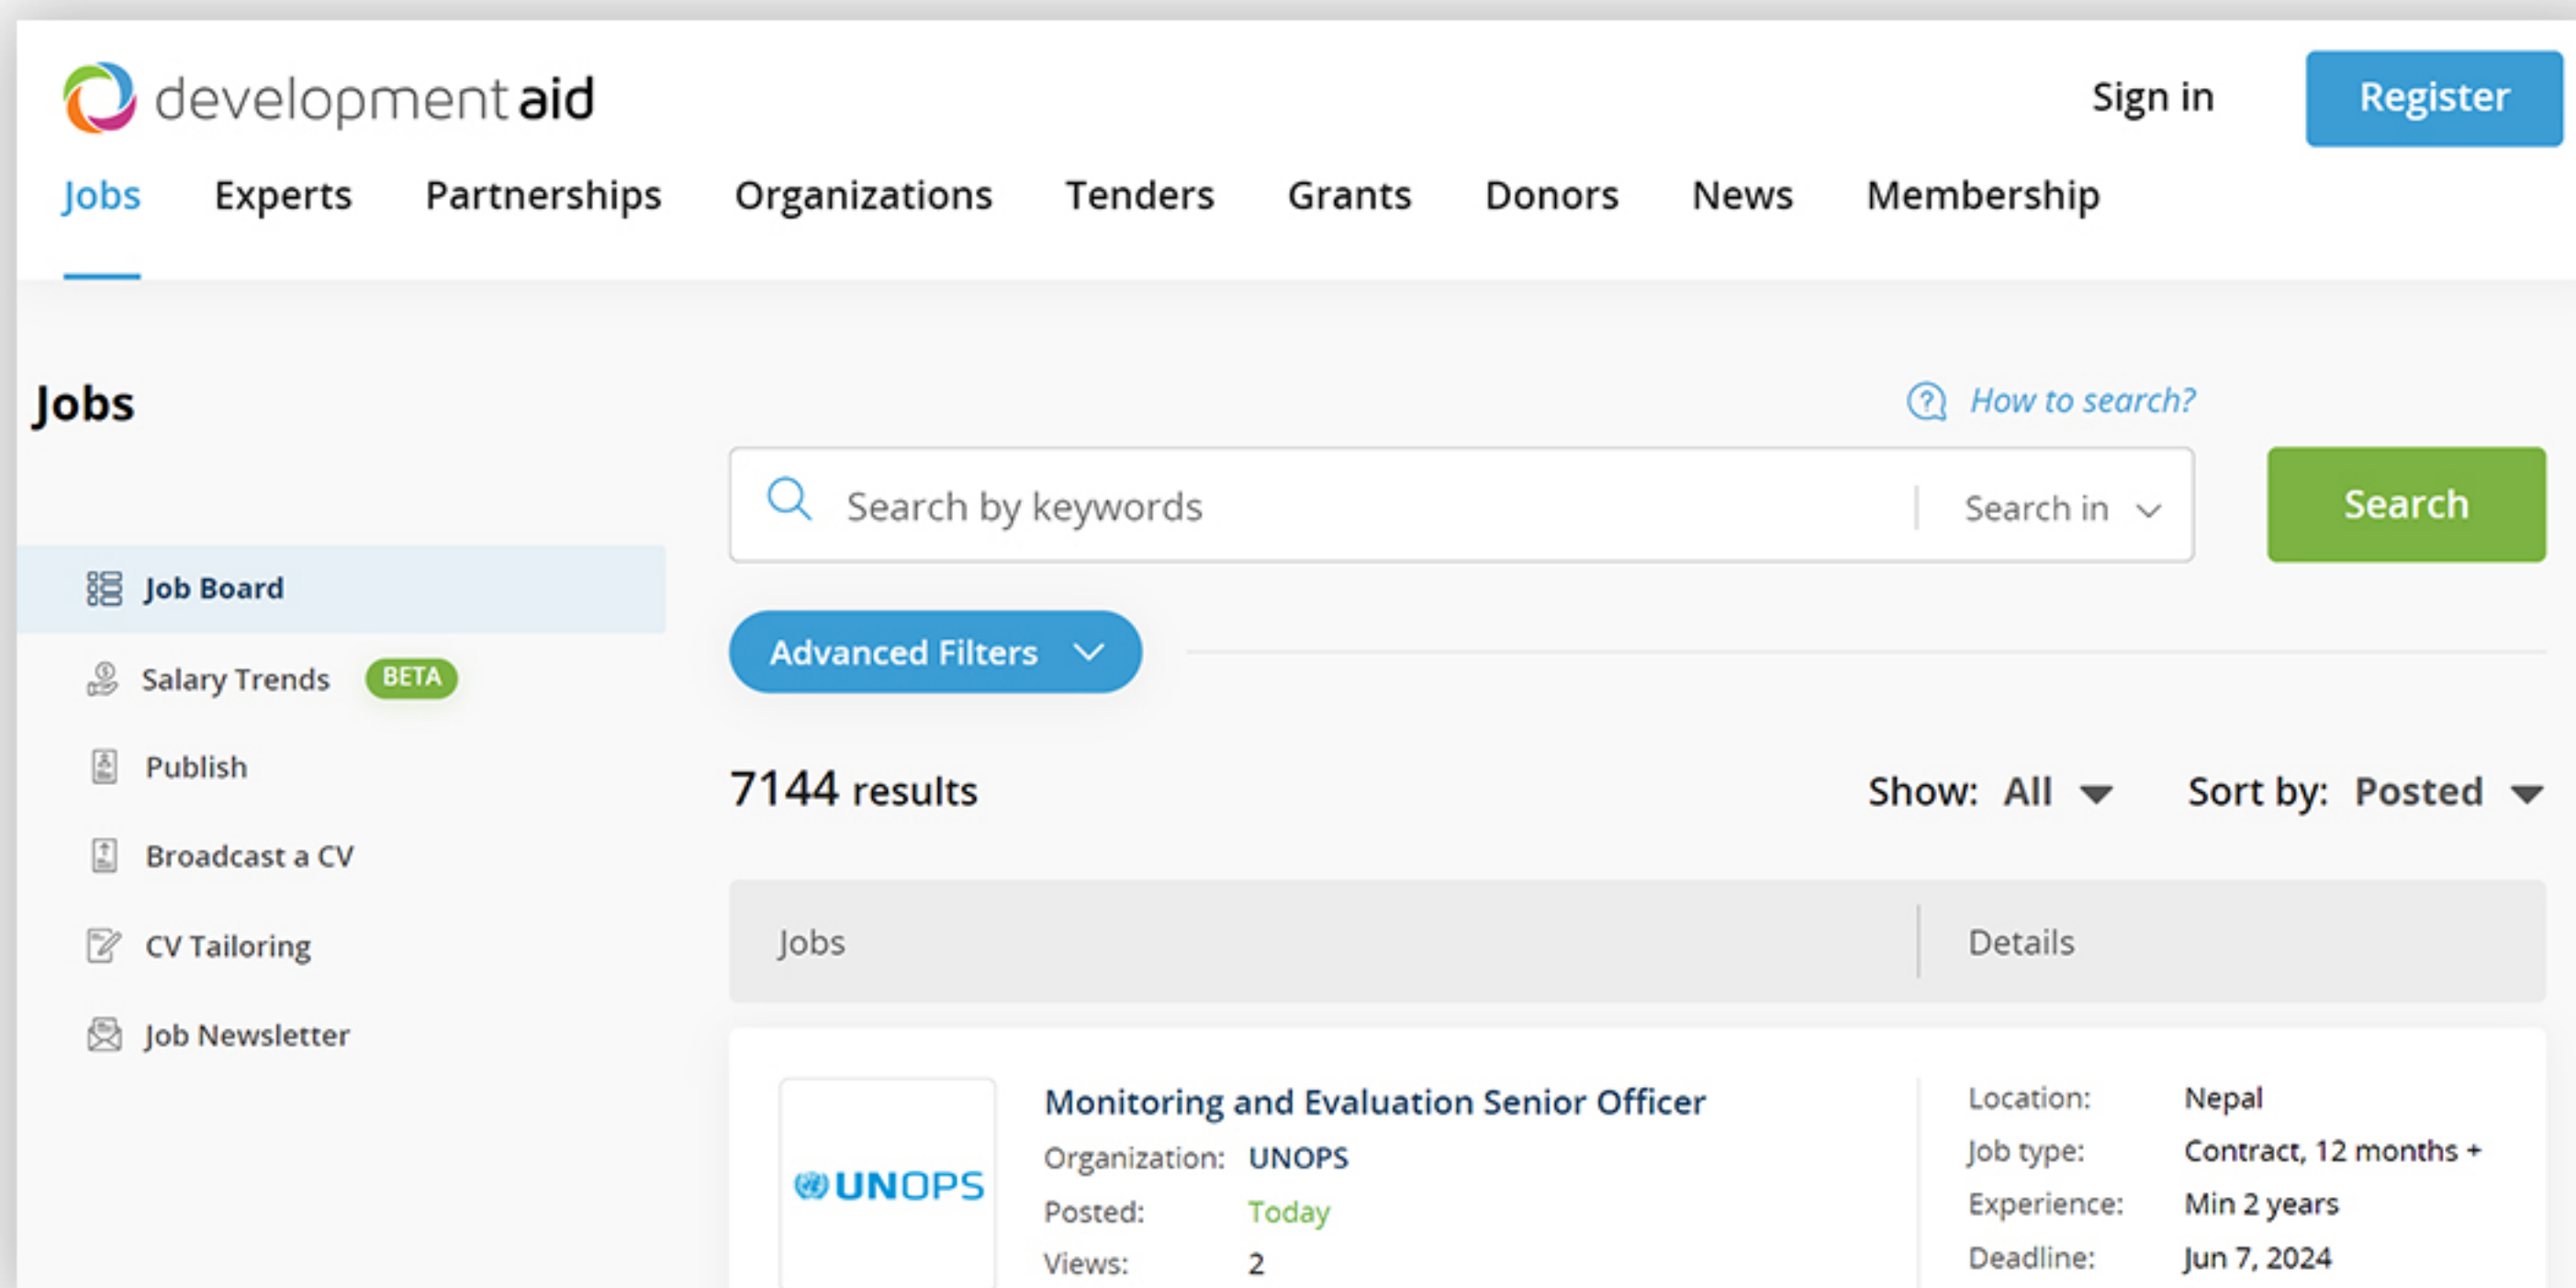 developmentaid
Sign in
Register
Jobs Experts Partnerships Organizations Tenders Grants Donors News Membership
Jobs
How to search?
Search by keywords
Search in
Search
Job Board
Salary Trends BETA
Publish
Broadcast a CV
CV Tailoring
Job Newsletter
Advanced Filters
7144 results
Show: All
Sort by: Posted
Jobs
Details
UNOPS
Monitoring and Evaluation Senior Officer
Organization: UNOPS
Posted: Today
Views: 2
Location: Nepal
Job type: Contract, 12 months +
Experience: Min 2 years
Deadline: Jun 7, 2024